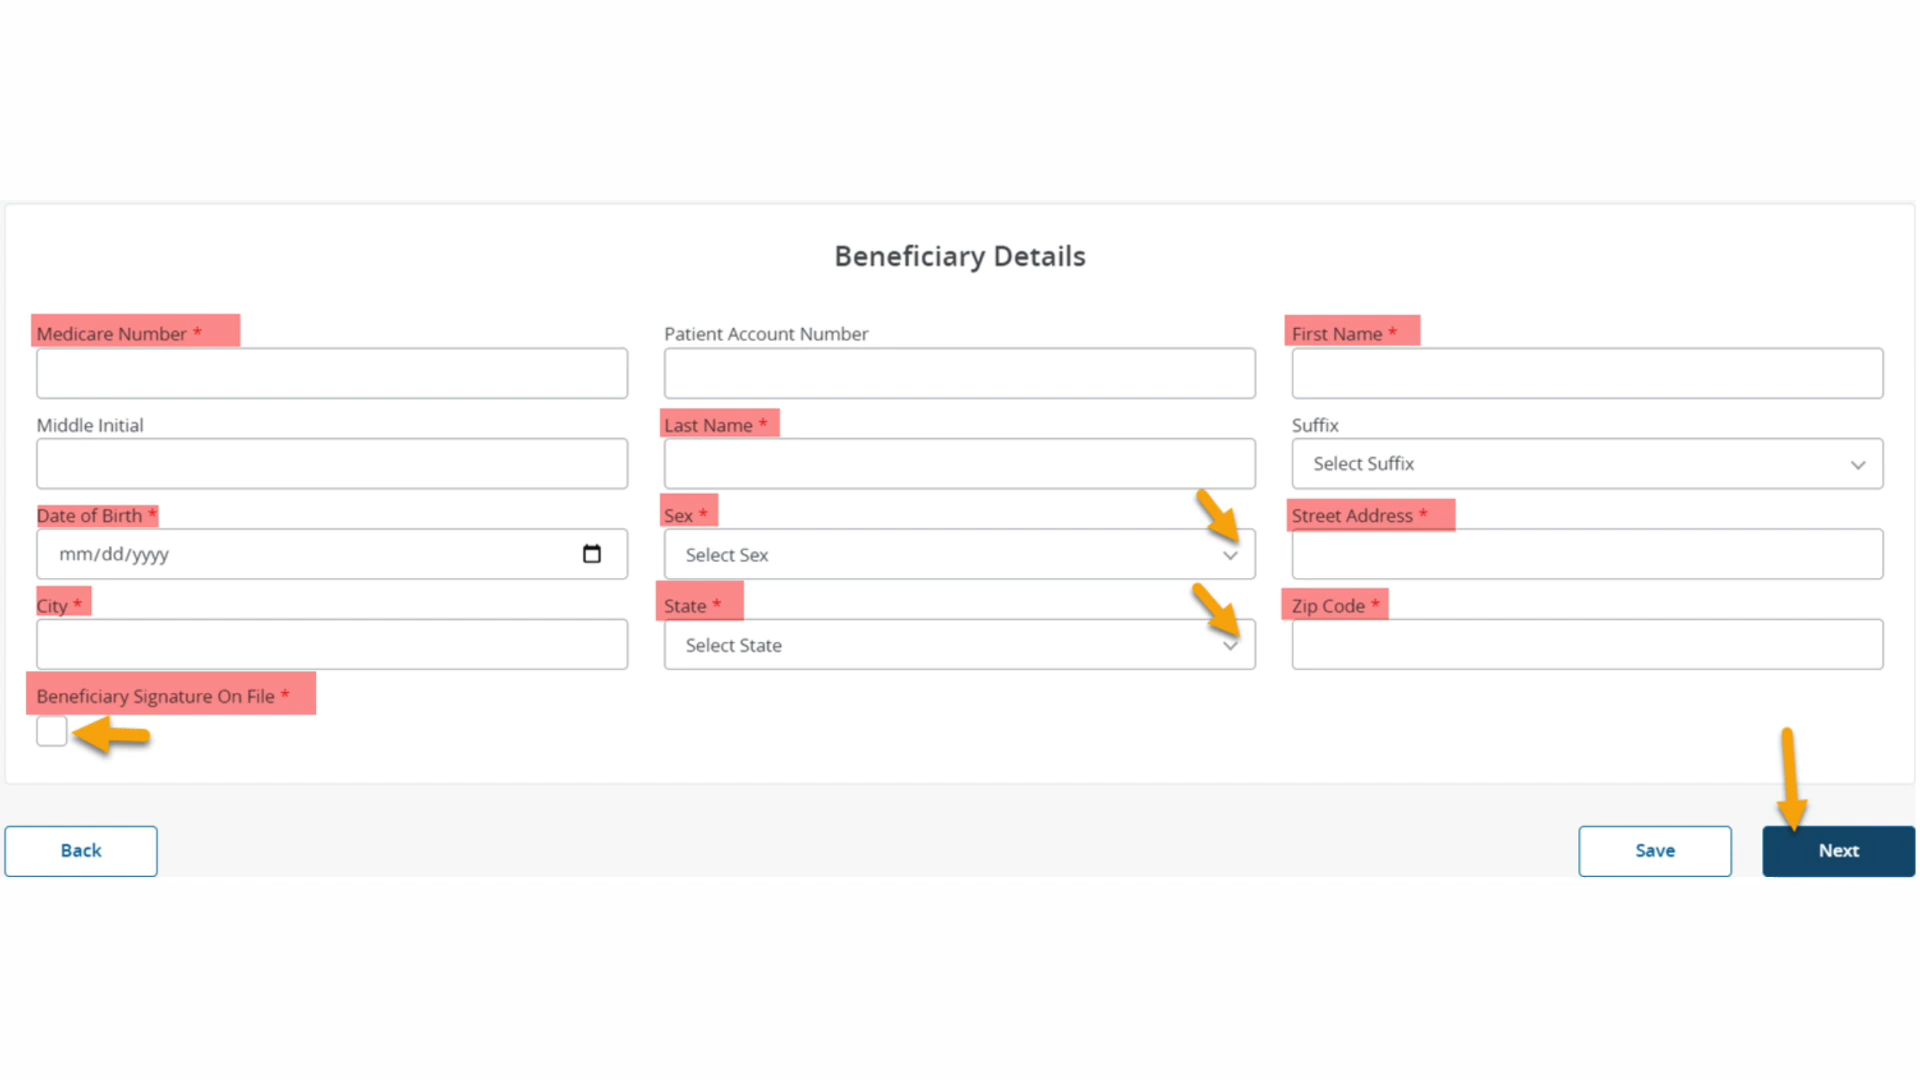 Beneficiary Details
Medicare Number *
Patient Account Number
First Name *
Middle Initial
Last Name *
Suffix
Select Suffix
Date of Birth *
Sex *
Street Address *
mm/dd/yyyy
Select Sex
City *
State *
Zip Code *
Select State
Beneficiary Signature On File *
Back
Save
Next